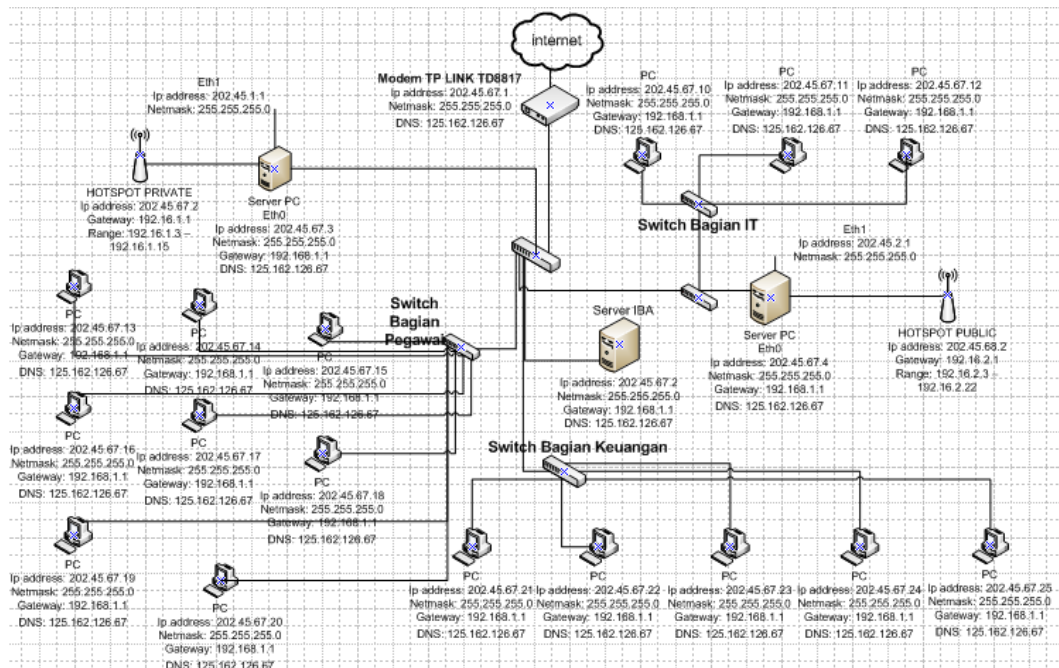 internet
Modem TP LINK TD8817
Ip address: 202.45.67.1
Netmask: 255.255.255.0
DNS: 125.162.126.67
Eth1
Ip address: 202.45.1.1
Netmask: 255.255.255.0
PC
Ip address: 202.45.67.10
Netmask: 255.255.255.0
Gateway: 192.168.1.1
DNS: 125.162.126.67
PC
Ip address: 202.45.67.11
Netmask: 255.255.255.0
Gateway: 192.168.1.1
DNS: 125.162.126.67
PC
Ip address: 202.45.67.12
Netmask: 255.255.255.0
Gateway: 192.168.1.1
DNS: 125.162.126.67
HOTSPOT PRIVATE
Ip address: 202.45.67.2
Gateway: 192.16.1.1
Range: 192.16.1.3 –
192.16.1.15
Server PC
Eth0
Ip address: 202.45.67.3
Netmask: 255.255.255.0
Gateway: 192.168.1.1
DNS: 125.162.126.67
Switch Bagian IT
Eth1
Ip address: 202.45.2.1
Netmask: 255.255.255.0
Server PC
Eth0
Ip address: 202.45.67.4
Netmask: 255.255.255.0
Gateway: 192.168.1.1
DNS: 125.162.126.67
HOTSPOT PUBLIC
Ip address: 202.45.68.2
Gateway: 192.16.2.1
Range: 192.16.2.3 –
192.16.2.22
Server IBA
Ip address: 202.45.67.2
Netmask: 255.255.255.0
Gateway: 192.168.1.1
DNS: 125.162.126.67
Switch
Bagian
Pegawai
PC
Ip address: 202.45.67.13
Netmask: 255.255.255.0
Gateway: 192.168.1.1
DNS: 125.162.126.67
PC
Ip address: 202.45.67.14
Netmask: 255.255.255.0
Gateway: 192.168.1.1
DNS: 125.162.126.67
PC
Ip address: 202.45.67.15
Netmask: 255.255.255.0
Gateway: 192.168.1.1
DNS: 125.162.126.67
PC
Ip address: 202.45.67.16
Netmask: 255.255.255.0
Gateway: 192.168.1.1
DNS: 125.162.126.67
PC
Ip address: 202.45.67.17
Netmask: 255.255.255.0
Gateway: 192.168.1.1
DNS: 125.162.126.67
PC
Ip address: 202.45.67.18
Netmask: 255.255.255.0
Gateway: 192.168.1.1
DNS: 125.162.126.67
PC
Ip address: 202.45.67.19
Netmask: 255.255.255.0
Gateway: 192.168.1.1
DNS: 125.162.126.67
PC
Ip address: 202.45.67.20
Netmask: 255.255.255.0
Gateway: 192.168.1.1
DNS: 125.162.126.67
Switch Bagian Keuangan
PC
Ip address: 202.45.67.21
Netmask: 255.255.255.0
Gateway: 192.168.1.1
DNS: 125.162.126.67
PC
Ip address: 202.45.67.22
Netmask: 255.255.255.0
Gateway: 192.168.1.1
DNS: 125.162.126.67
PC
Ip address: 202.45.67.23
Netmask: 255.255.255.0
Gateway: 192.168.1.1
DNS: 125.162.126.67
PC
Ip address: 202.45.67.24
Netmask: 255.255.255.0
Gateway: 192.168.1.1
DNS: 125.162.126.67
PC
Ip address: 202.45.67.25
Netmask: 255.255.255.0
Gateway: 192.168.1.1
DNS: 125.162.126.67